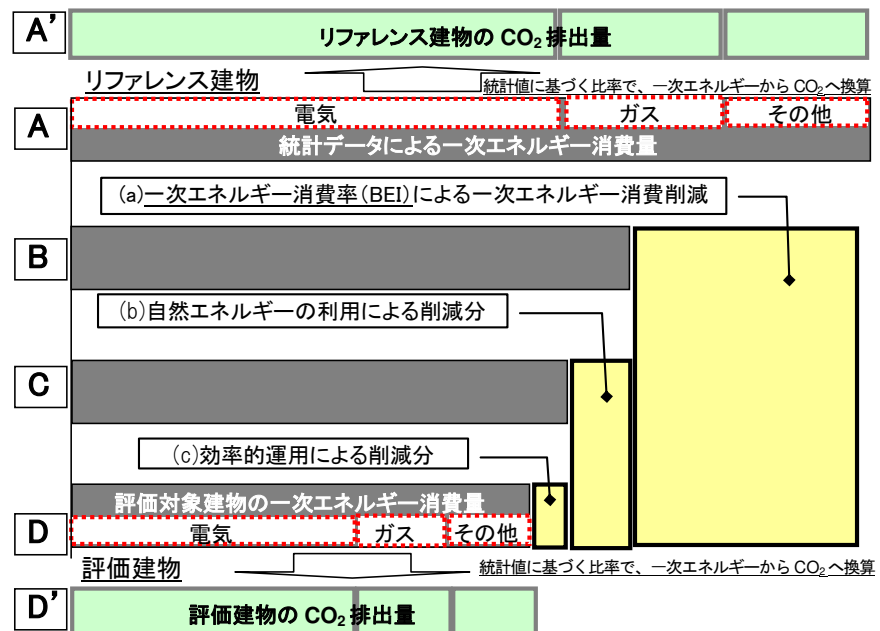 A’
リファレンス建物の CO₂ 排出量
リファレンス建物
統計値に基づく比率で、一次エネルギーから CO₂ へ換算
A
電気
ガス
その他
統計データによる一次エネルギー消費量
(a)一次エネルギー消費率(BEI)による一次エネルギー消費削減
B
(b)自然エネルギーの利用による削減分
C
(c)効率的運用による削減分
評価対象建物の一次エネルギー消費量
D
電気
ガス
その他
評価建物
統計値に基づく比率で、一次エネルギーから CO₂ へ換算
D’
評価建物の CO₂ 排出量